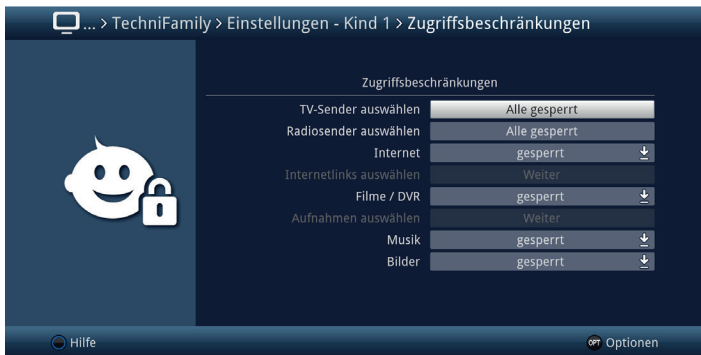 ... > TechniFamily > Einstellungen - Kind 1 > Zugriffsbeschränkungen
Zugriffsbeschränkungen
TV-Sender auswählen Alle gesperrt
Radiosender auswählen Alle gesperrt
Internet gesperrt
Internetlinks auswählen Weiter
Filme / DVR gesperrt
Aufnahmen auswählen Weiter
Musik gesperrt
Bilder gesperrt
Hilfe OPT Optionen